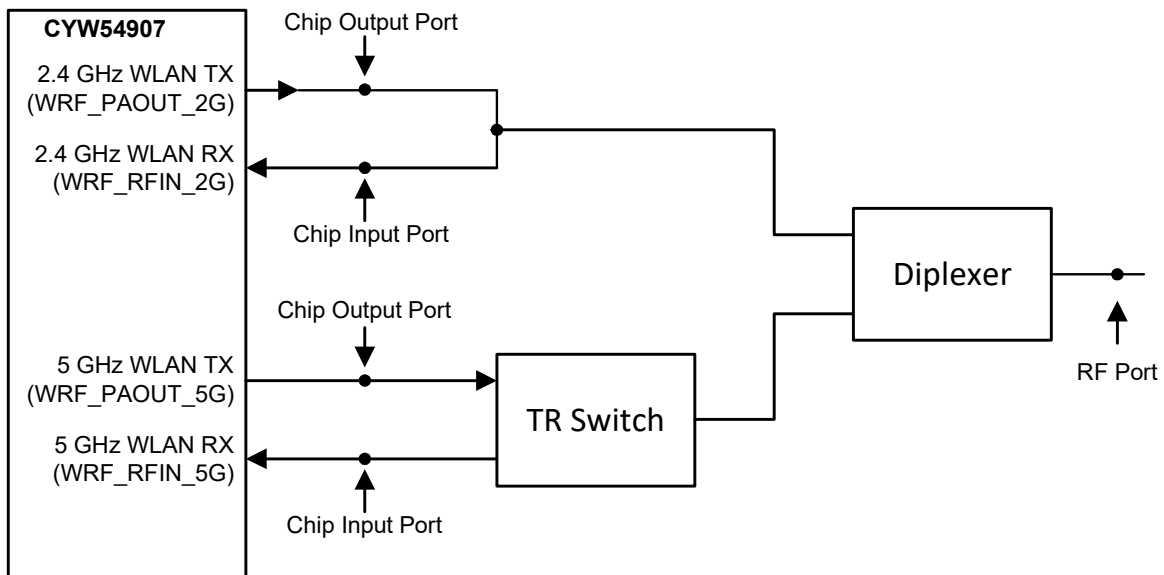 CYW54907
Chip Output Port
2.4 GHz WLAN TX
(WRF_PAOUT_2G)
2.4 GHz WLAN RX
(WRF_RFIN_2G)
Chip Input Port
Diplexer
RF Port
Chip Output Port
5 GHz WLAN TX
(WRF_PAOUT_5G)
TR Switch
5 GHz WLAN RX
(WRF_RFIN_5G)
Chip Input Port